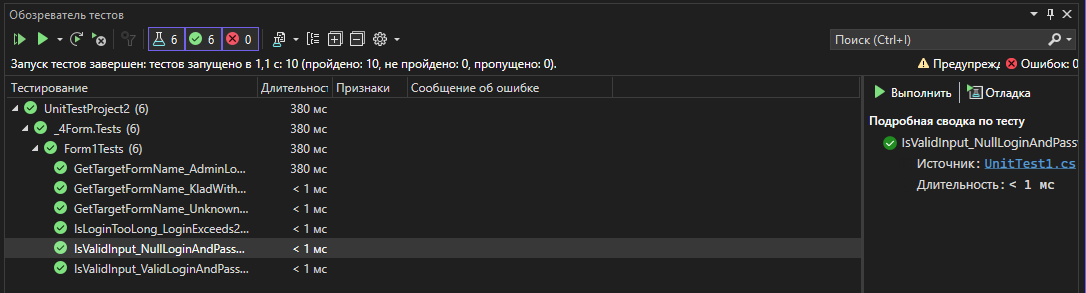 Обозреватель тестов
6 6 0
Поиск (Ctrl+I)
Запуск тестов завершен: тестов запущено в 1,1 с: 10 (пройдено: 10, не пройдено: 0, пропущено: 0).
Предупрежд Ошибок: 0
Тестирование Длительност Признаки Сообщение об ошибке
UnitTestProject2 (6) 380 мс
_4Form.Tests (6) 380 мс
Form1Tests (6) 380 мс
GetTargetFormName_AdminLo... 380 мс
GetTargetFormName_KladWith... < 1 мс
GetTargetFormName_Unknown... < 1 мс
IsLoginTooLong_LoginExceeds2... < 1 мс
IsValidInput_NullLoginAndPass... < 1 мс
IsValidInput_ValidLoginAndPass... < 1 мс
Выполнить Отладка
Подробная сводка по тесту
IsValidInput_NullLoginAndPassw
Источник: UnitTest1.cs
Длительность: < 1 мс